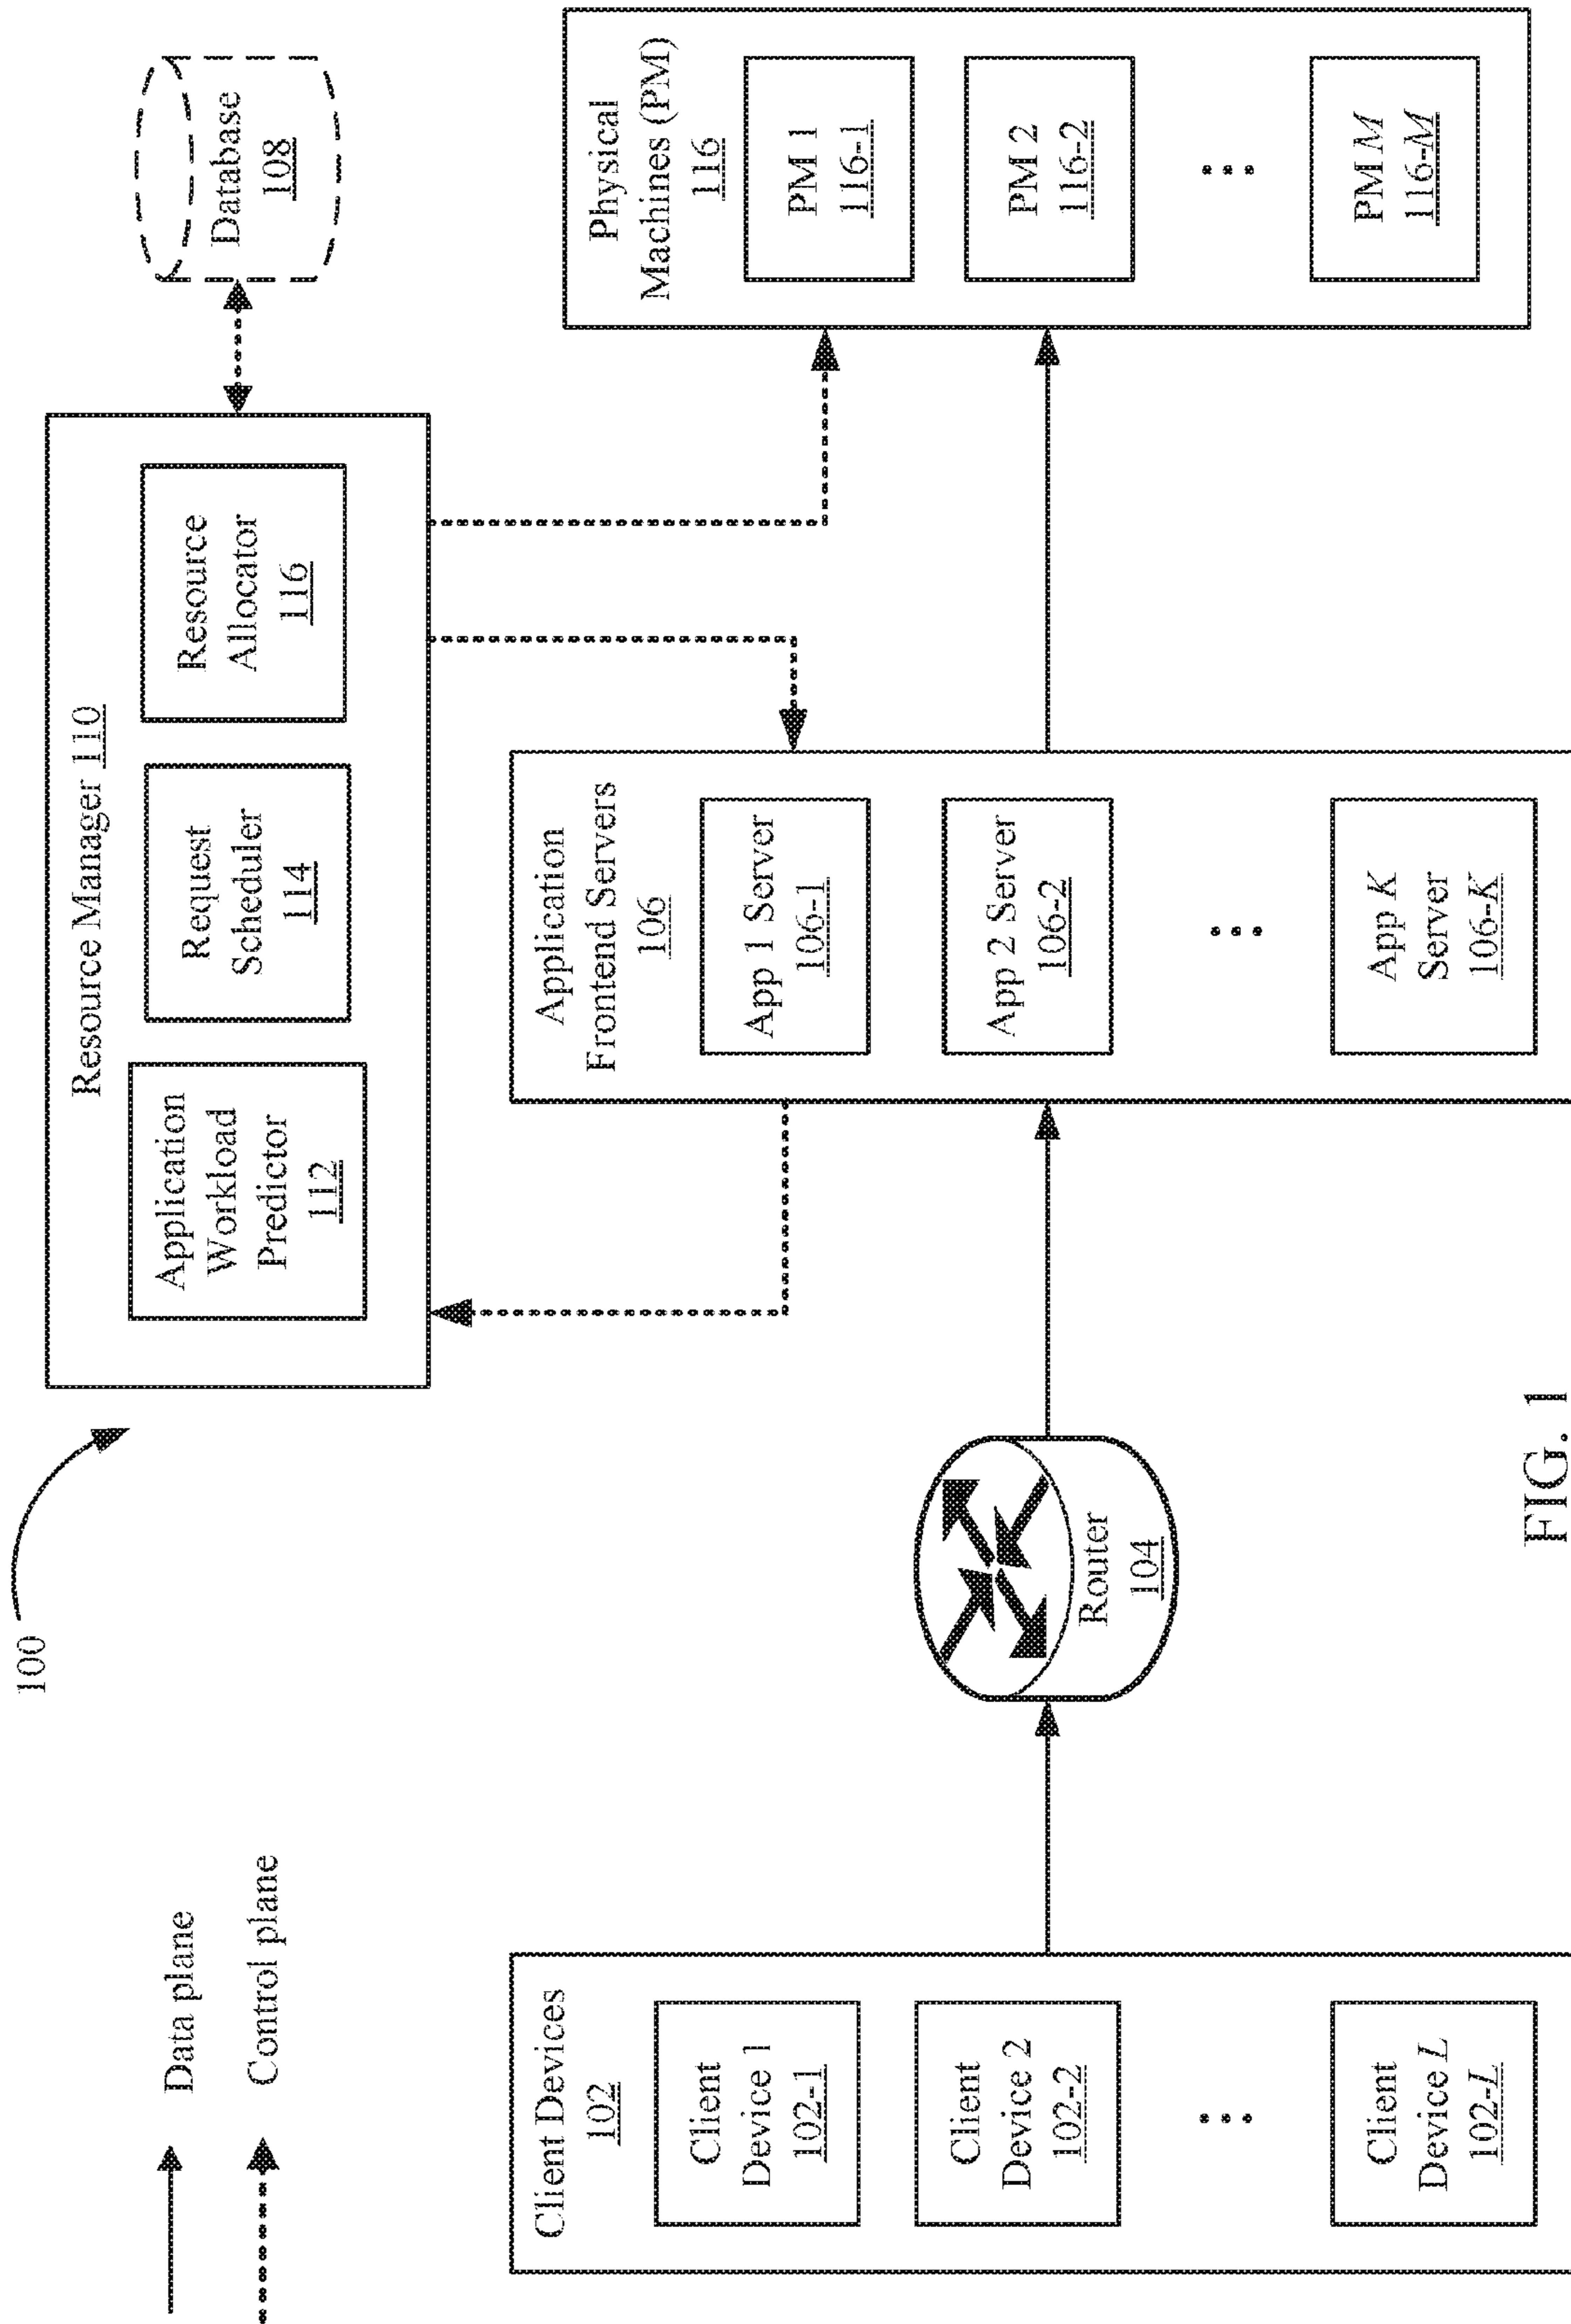 100
Data plane
Control plane
Resource Manager 110
Application
Workload
Predictor
112
Request
Scheduler
114
Resource
Allocator
116
Database
108
Client Devices
102
Client
Device 1
102-1
Client
Device 2
102-2
...
Client
Device L
102-L
Router
104
Application
Frontend Servers
106
App 1 Server
106-1
App 2 Server
106-2
...
App K
Server
106-K
Physical
Machines (PM)
116
PM 1
116-1
PM 2
116-2
...
PM M
116-M
FIG. 1